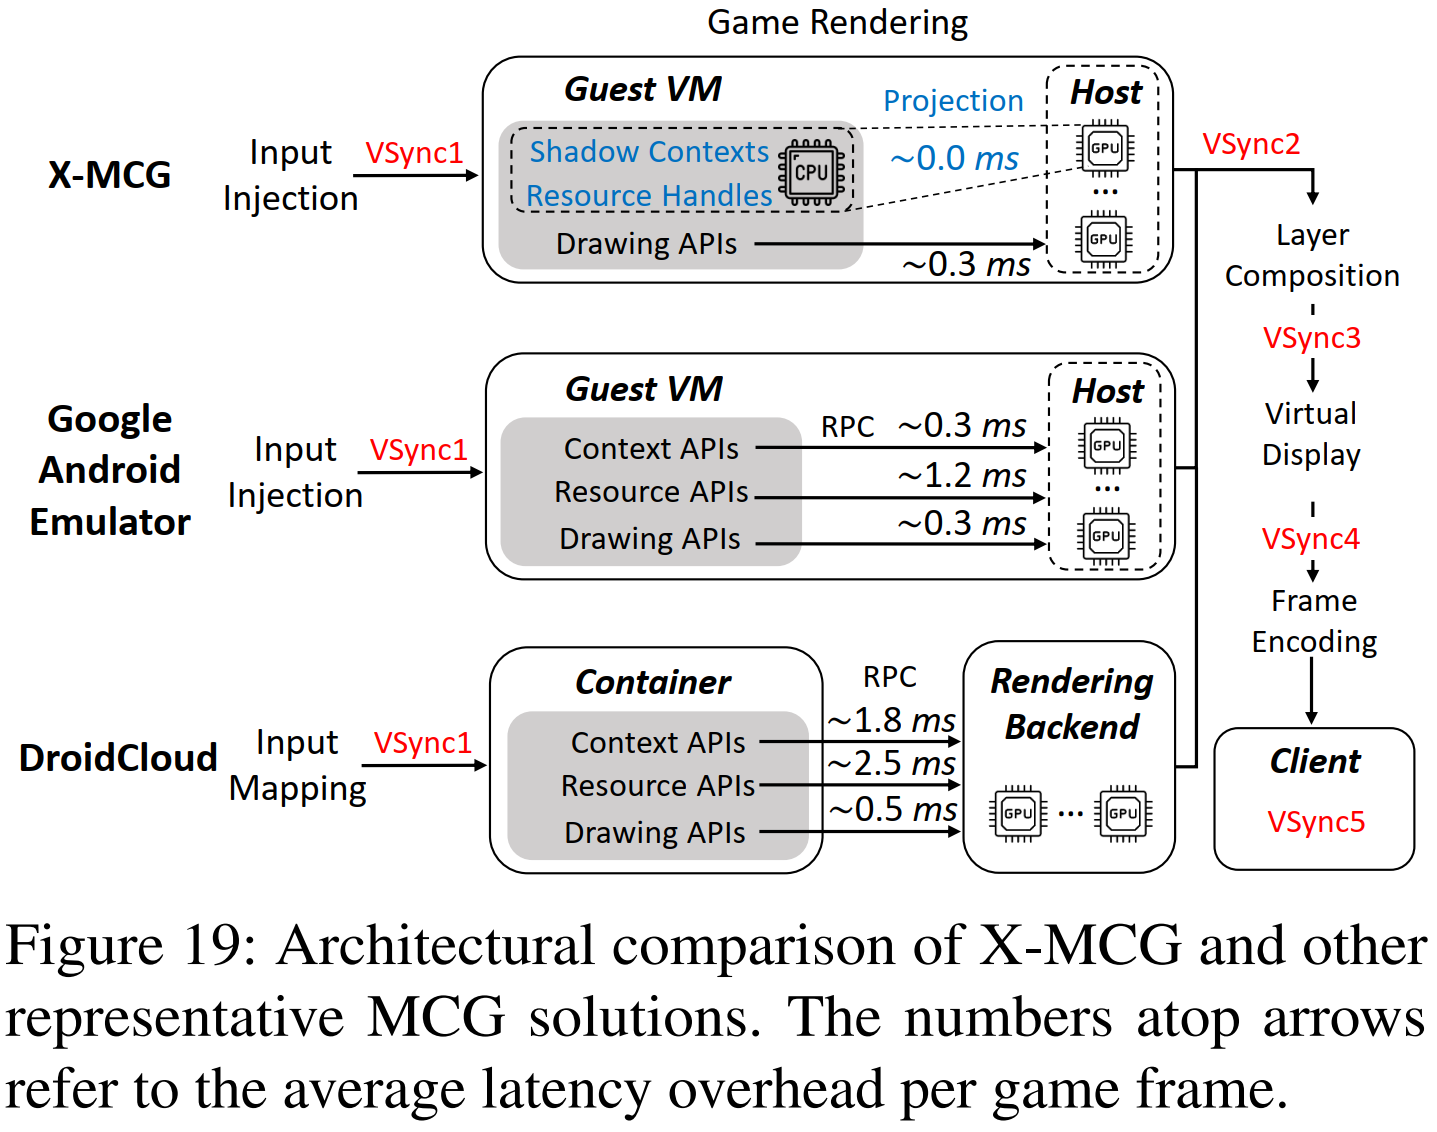 Game Rendering
X-MCG
Input
Injection
VSync1
Guest VM
Shadow Contexts
Resource Handles
CPU
Drawing APIs
Projection
~0.0 ms
~0.3 ms
Host
GPU
...
GPU
VSync2
Layer
Composition
VSync3
Virtual
Display
VSync4
Frame
Encoding
Client
VSync5
Google
Android
Emulator
Input
Injection
VSync1
Guest VM
Context APIs
Resource APIs
Drawing APIs
RPC ~0.3 ms
~1.2 ms
~0.3 ms
Host
GPU
...
GPU
DroidCloud
Input
Mapping
VSync1
Container
Context APIs
Resource APIs
Drawing APIs
RPC
~1.8 ms
~2.5 ms
~0.5 ms
Rendering
Backend
GPU ... GPU
Figure 19: Architectural comparison of X-MCG and other
representative MCG solutions. The numbers atop arrows
refer to the average latency overhead per game frame.